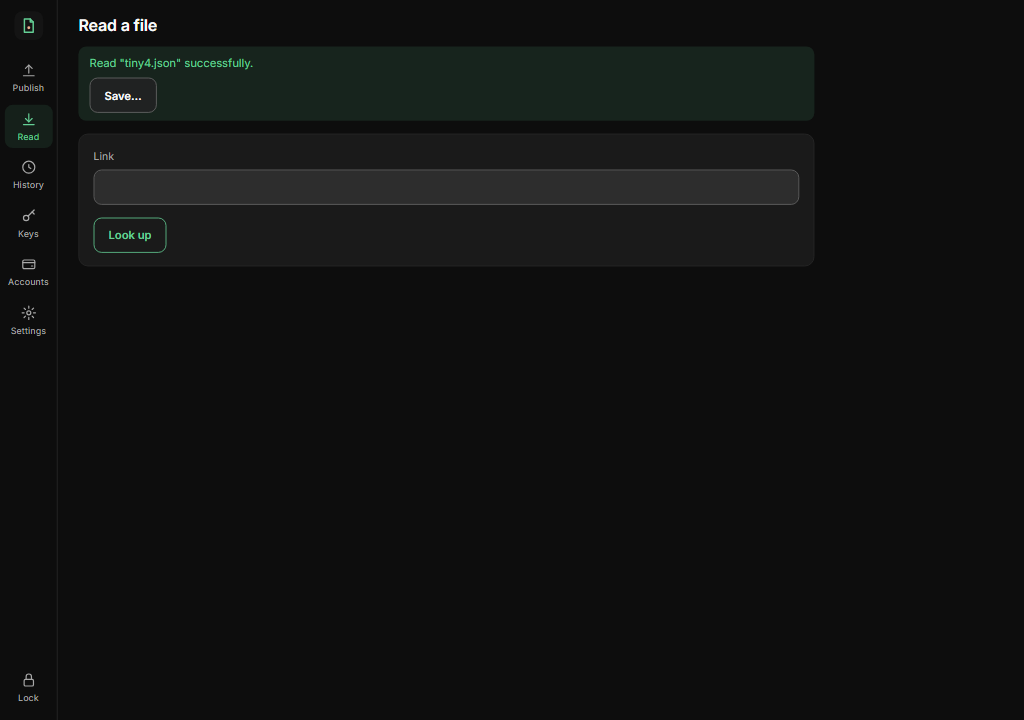 Read a file
Read "tiny4.json" successfully.
Save...
Link
Look up
Publish
Read
History
Keys
Accounts
Settings
Lock